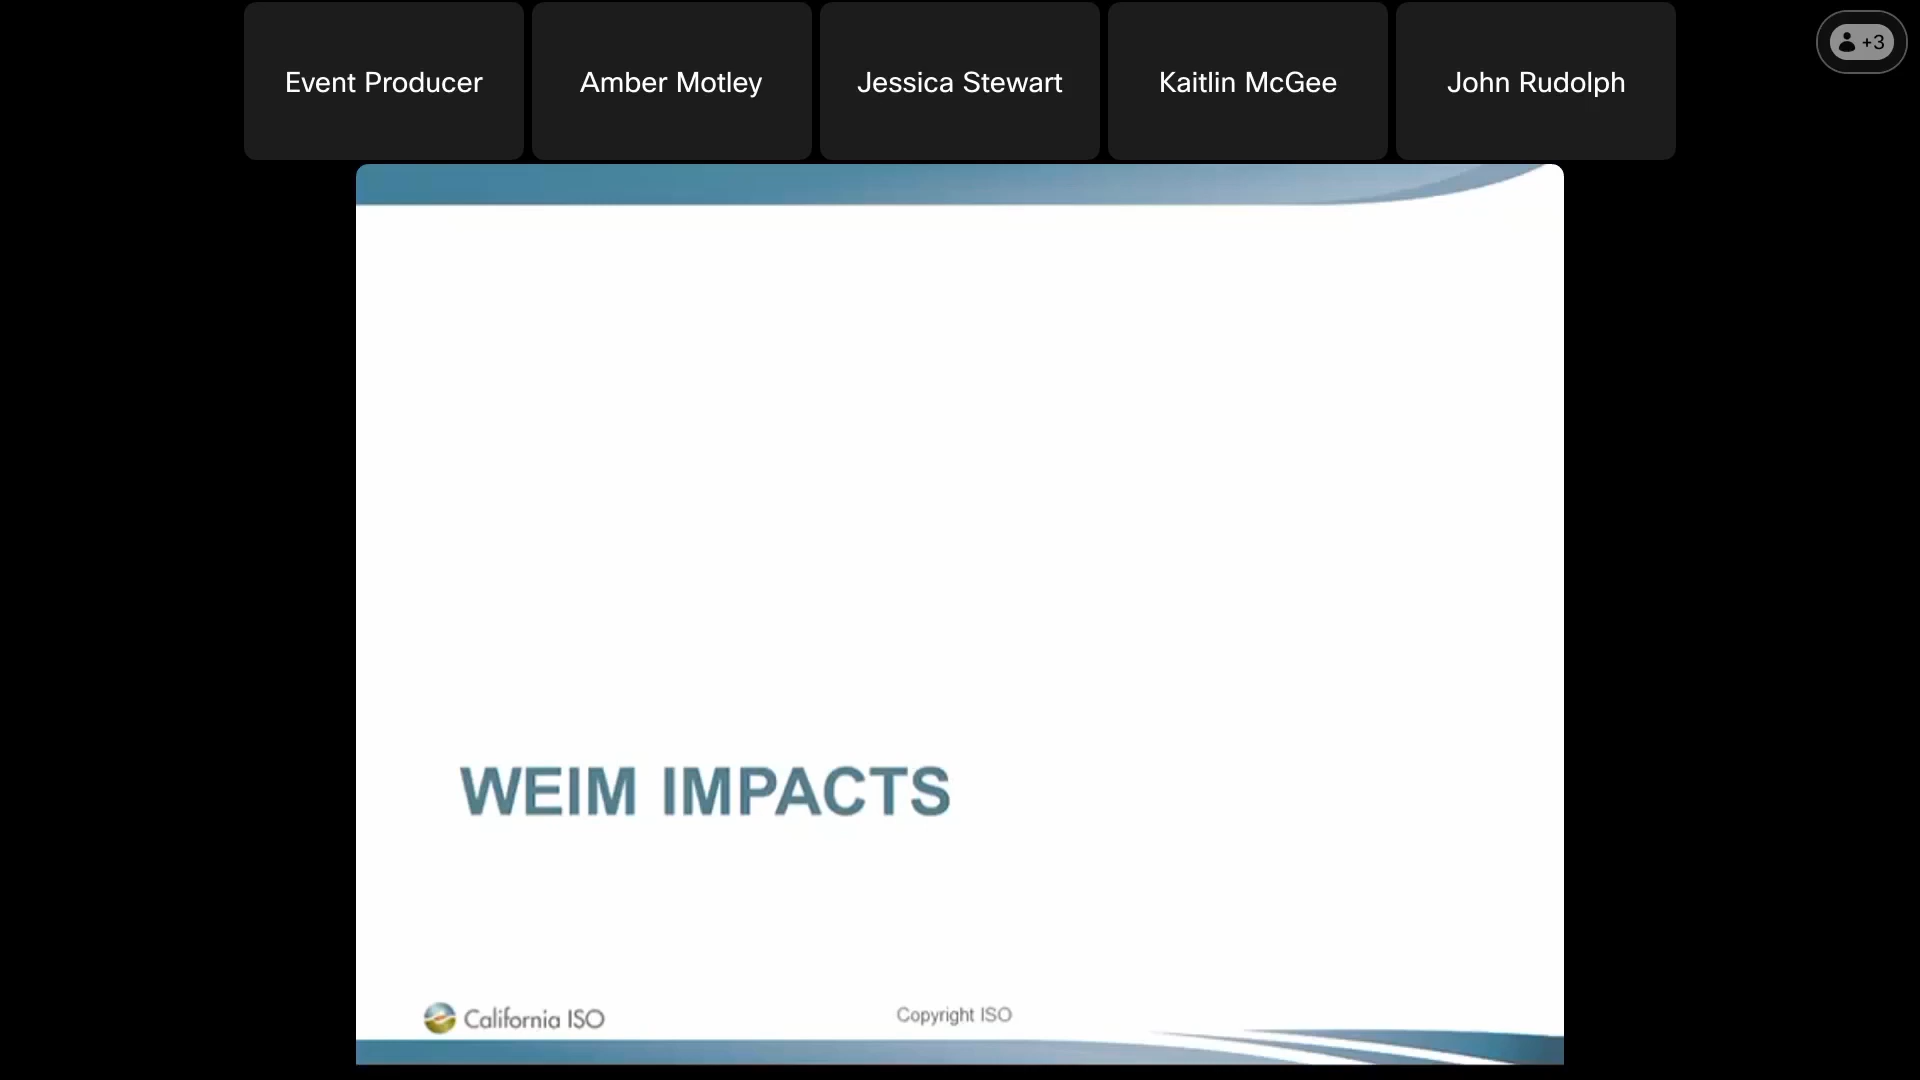 Event Producer
Amber Motley
Jessica Stewart
Kaitlin McGee
John Rudolph
+3
WEIM IMPACTS
California ISO
Copyright ISO